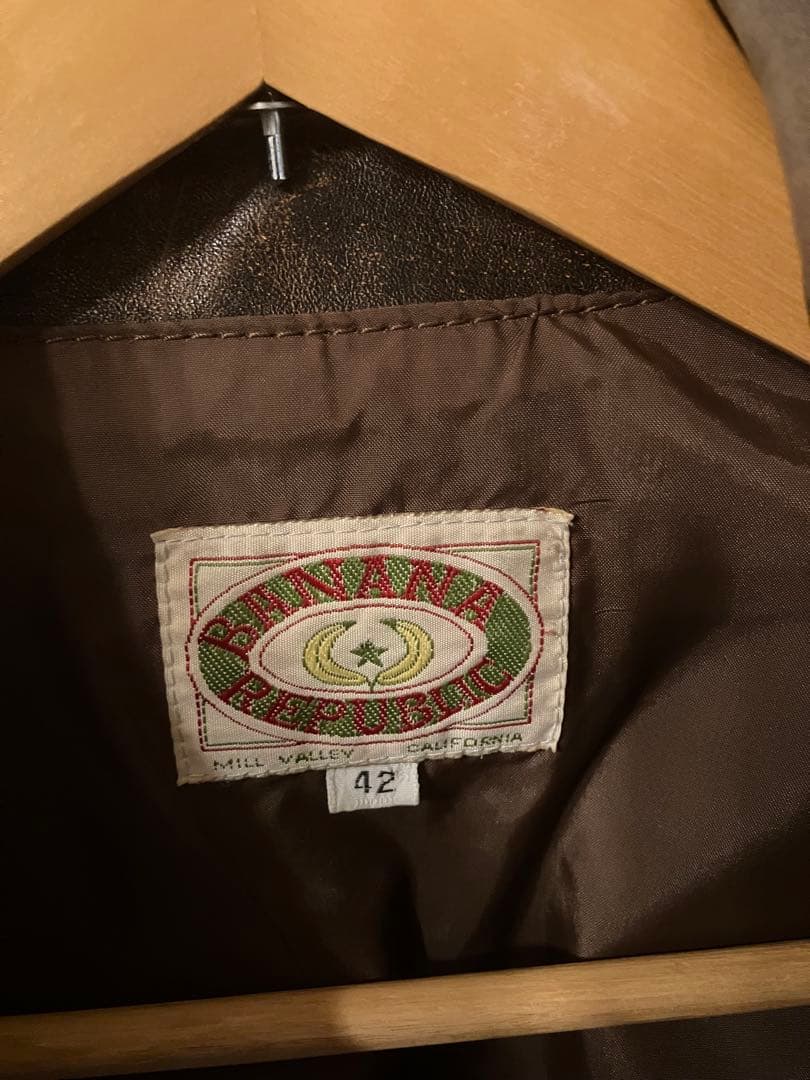 BANANA
REPUBLIC
MILL VALLEY CALIFORNIA
42